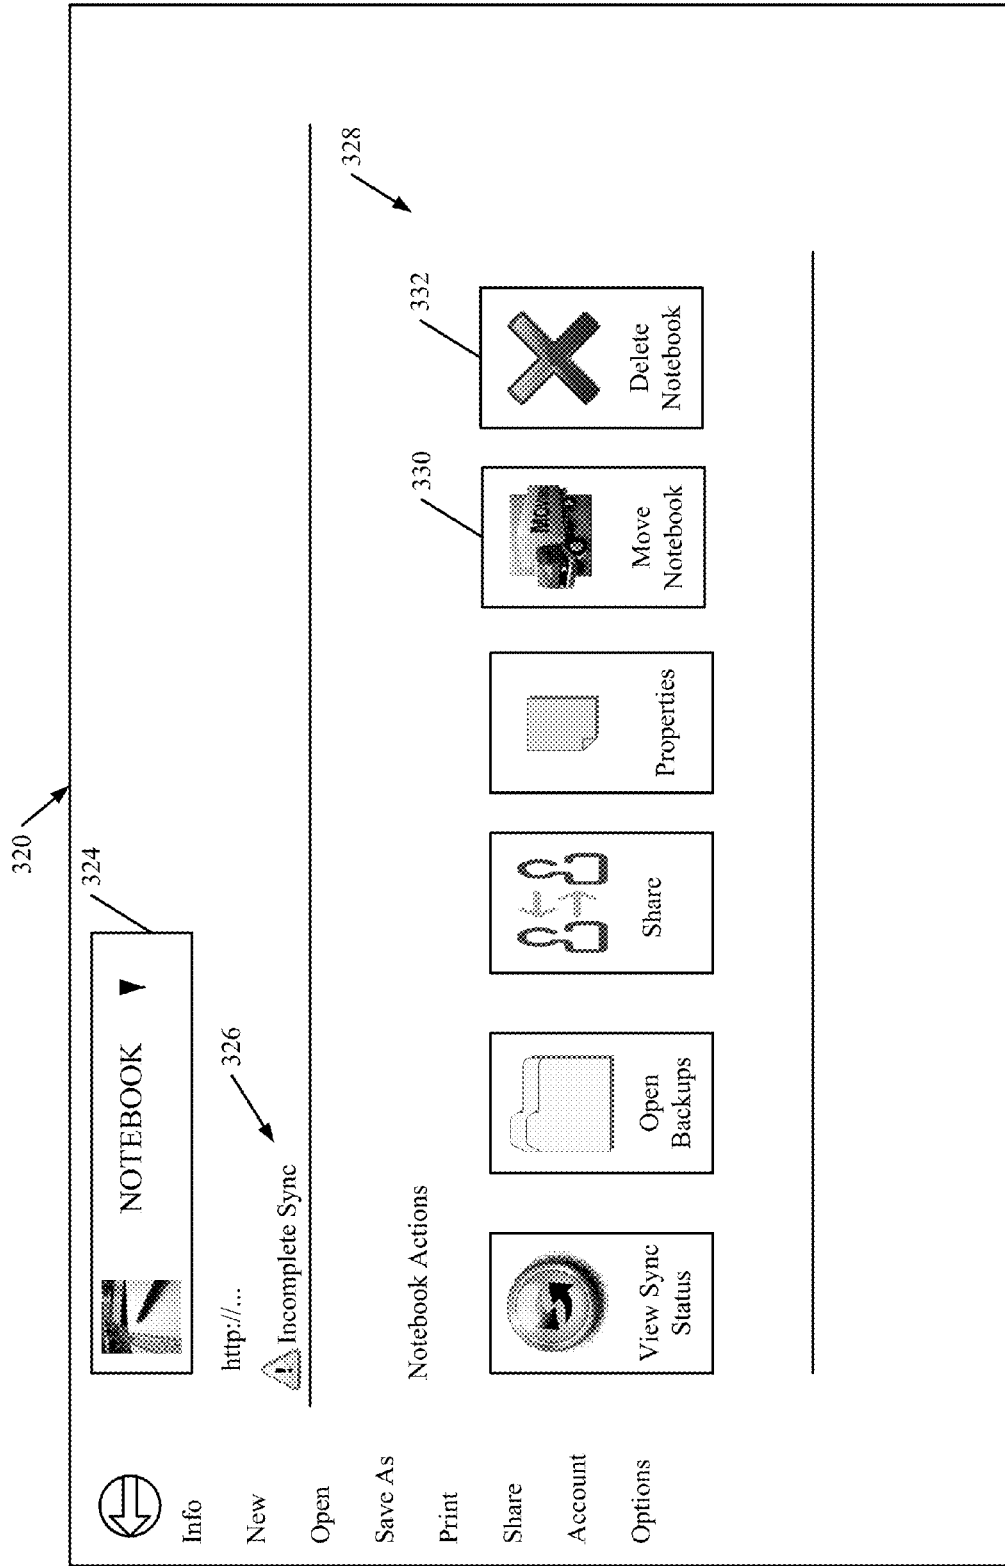 320
324
NOTEBOOK
http://...
! Incomplete Sync
326
328
Info
New
Open
Save As
Print
Share
Account
Options
Notebook Actions
View Sync
Status
Open
Backups
Share
Properties
330
Move
Move
Notebook
332
Delete
Notebook